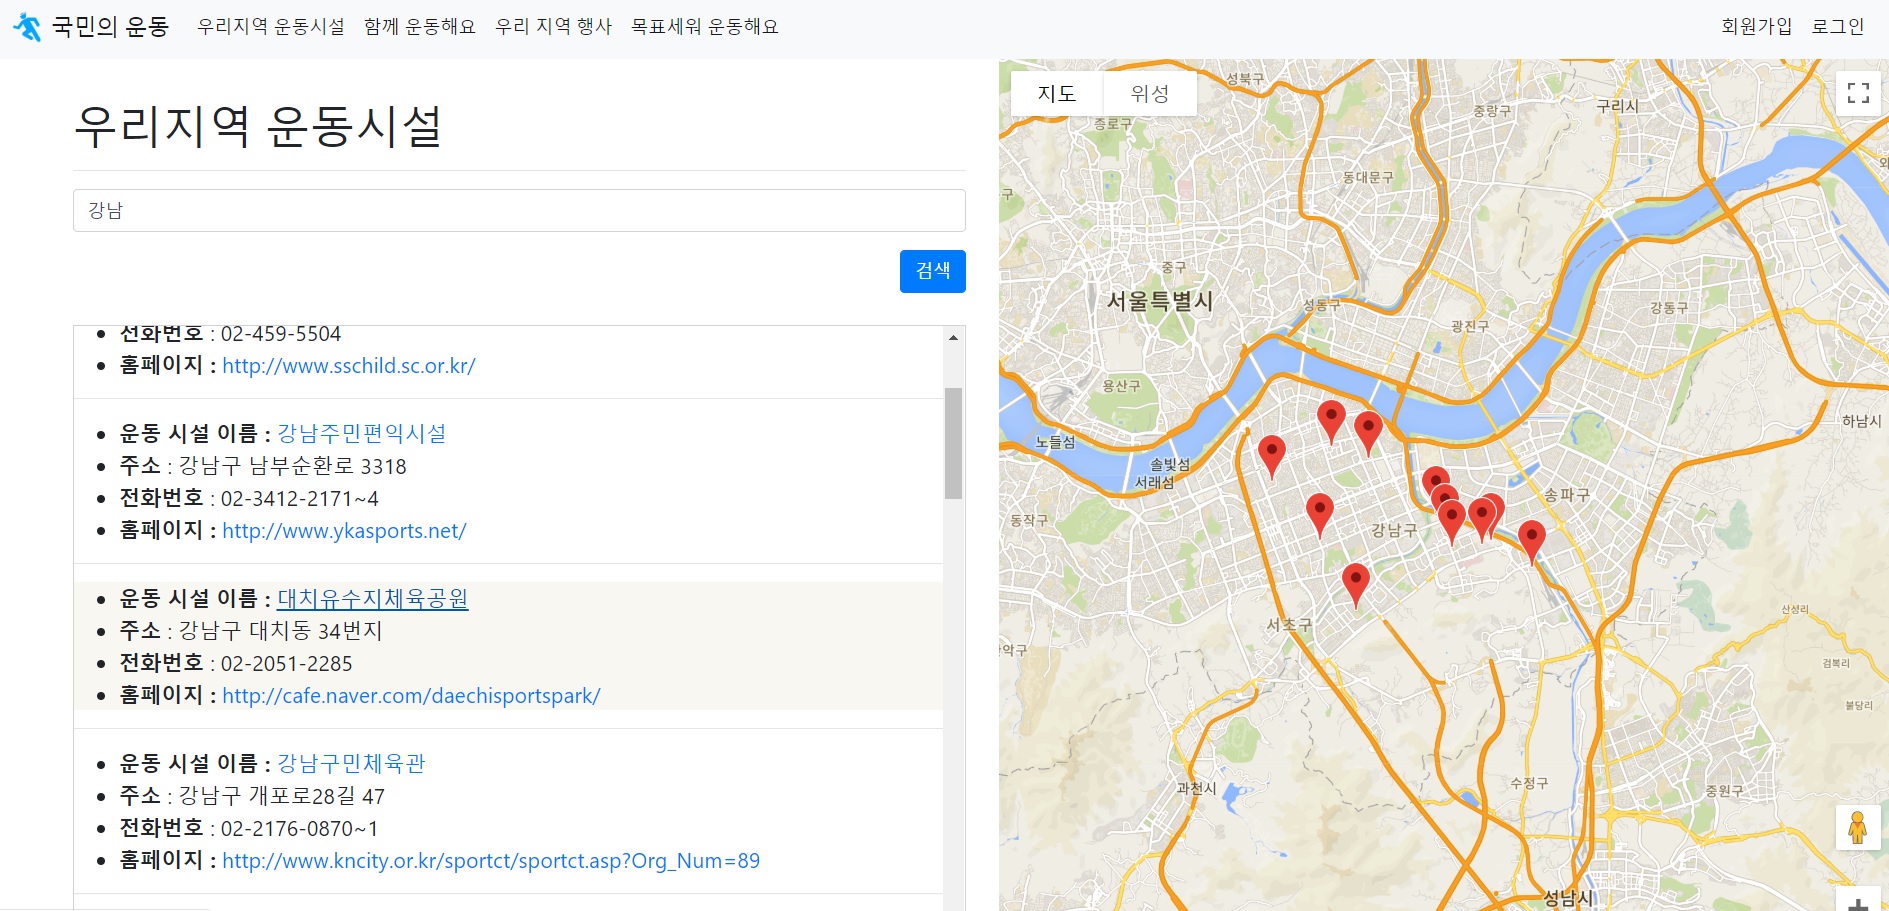 국민의 운동 우리지역 운동시설 함께 운동해요 우리 지역 행사 목표세워 운동해요 회원가입 로그인
우리지역 운동시설
강남
검색
전화번호 : 02-459-5504
홈페이지 : http://www.sschild.sc.or.kr/
운동 시설 이름 : 강남주민편익시설
주소 : 강남구 남부순환로 3318
전화번호 : 02-3412-2171~4
홈페이지 : http://www.ykasports.net/
운동 시설 이름 : 대치유수지체육공원
주소 : 강남구 대치동 34번지
전화번호 : 02-2051-2285
홈페이지 : http://cafe.naver.com/daechisportspark/
운동 시설 이름 : 강남구민체육관
주소 : 강남구 개포로28길 47
전화번호 : 02-2176-0870~1
홈페이지 : http://www.kncity.or.kr/sportct/sportct.asp?Org_Num=89
지도 위성
성북구
중랑구
구리시
종로구
동대문구
중구
서울특별시
성동구
강동구
광진구
용산구
하남시
노들섬
솔빛섬
서래섬
송파구
동작구
강남구
산성리
서초구
악구
검복리
불당리
수정구
과천시
중원구
성남시